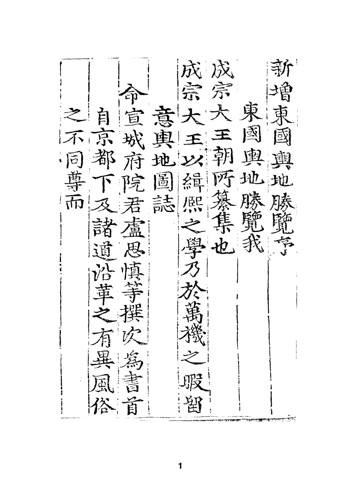 新增東國輿地勝覽序
東國輿地勝覽我
成宗大王朝所纂集也
成宗大王以緝熙之學乃於萬機之暇留
意輿地圖誌
命宣城府院君盧思愼等撰次為書首
自京都下及諸道沿革之有異風俗
之不同尊而
1